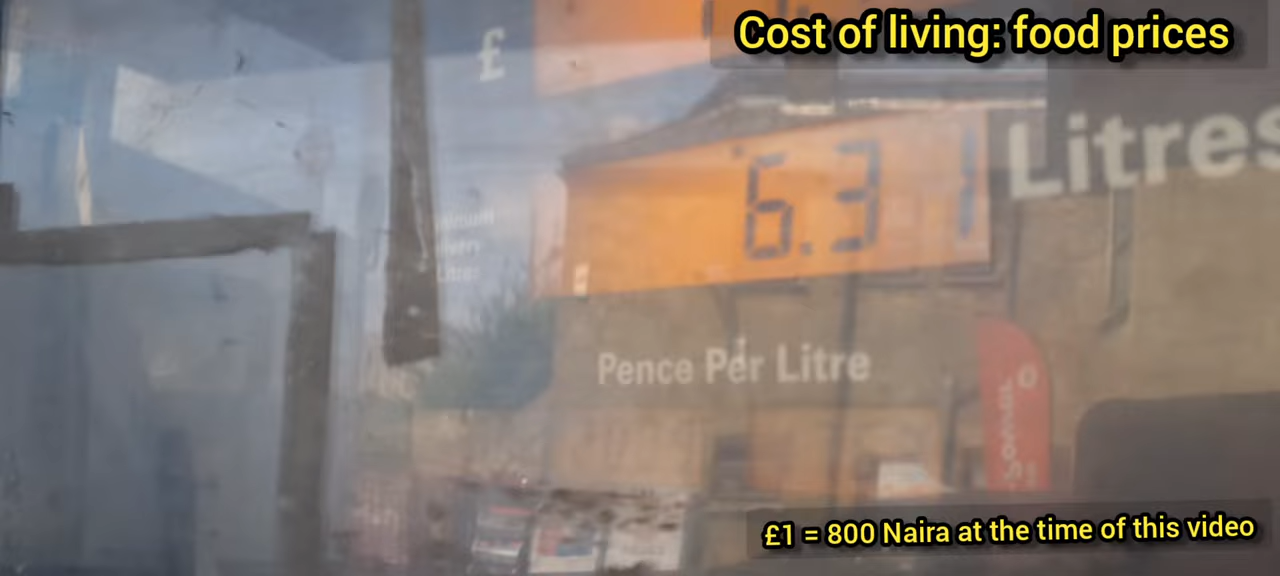 Cost of living: food prices
£
6.31
Litres
Pence Per Litre
£1 = 800 Naira at the time of this video